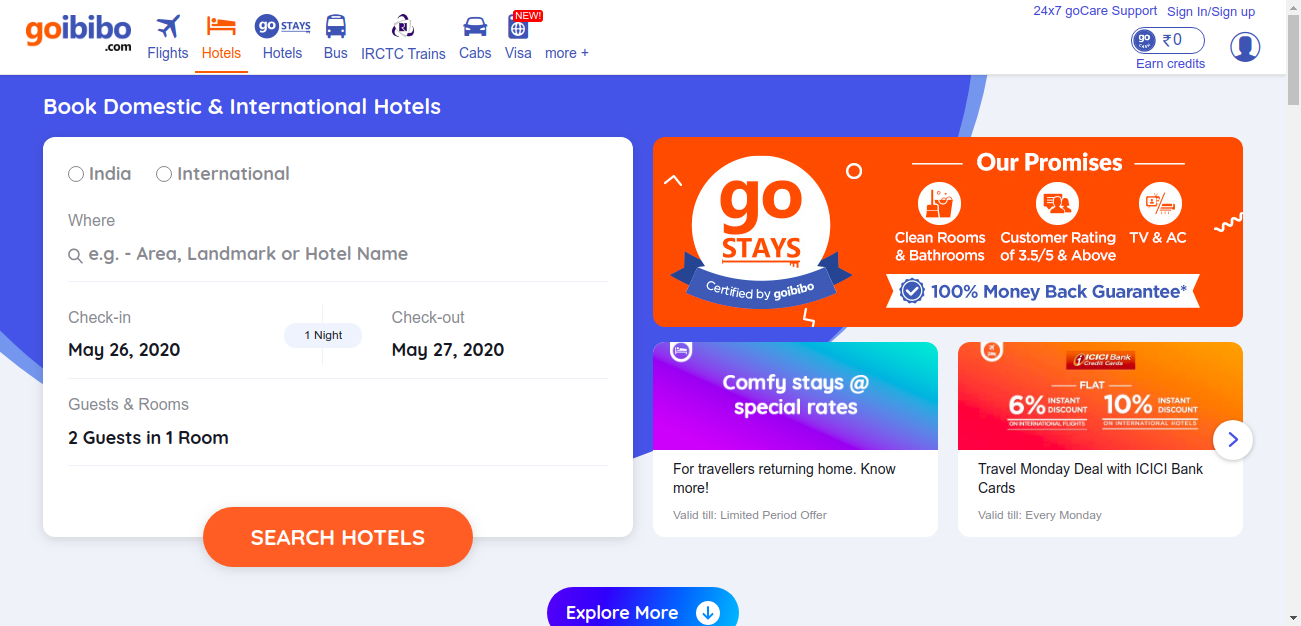 goibibo
.com
Flights
Hotels
go STAYS
Hotels
Bus
IRCTC Trains
Cabs
NEW!
Visa
more +
24x7 goCare Support
Sign In/Sign up
go
CASH
₹0
Earn credits
Book Domestic & International Hotels
India
International
Where
e.g. - Area, Landmark or Hotel Name
Check-in
May 26, 2020
1 Night
Check-out
May 27, 2020
Guests & Rooms
2 Guests in 1 Room
SEARCH HOTELS
go
STAYS
Certified by goibibo
Our Promises
Clean Rooms
& Bathrooms
Customer Rating
of 3.5/5 & Above
TV & AC
100% Money Back Guarantee*
Comfy stays @
special rates
For travellers returning home. Know
more!
Valid till: Limited Period Offer
ICICI Bank
Credit Cards
FLAT
6% INSTANT
DISCOUNT
ON INTERNATIONAL FLIGHTS
10% INSTANT
DISCOUNT
ON INTERNATIONAL HOTELS
Travel Monday Deal with ICICI Bank
Cards
Valid till: Every Monday
Explore More